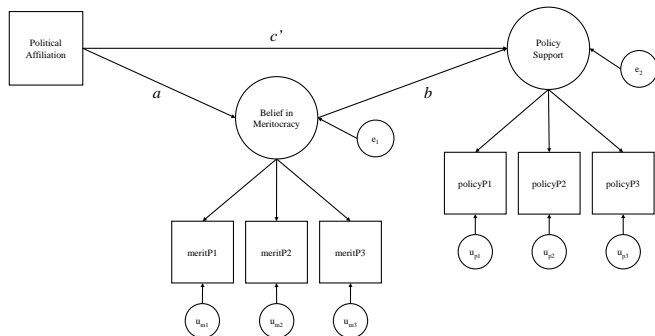 Political
Affiliation
c’
Policy
Support
e2
a
b
Belief in
Meritocracy
e1
policyP1
policyP2
policyP3
up1
up2
up3
meritP1
meritP2
meritP3
um1
um2
um3